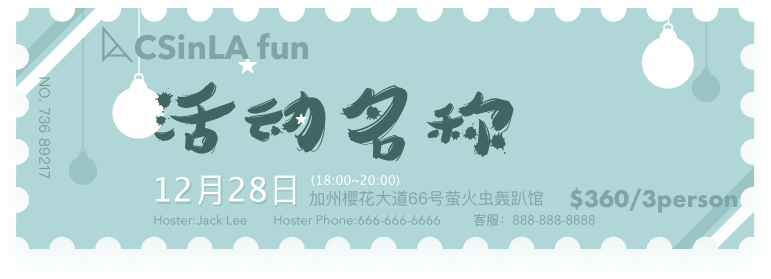 CSinLA fun
NO. 736 89217
活动名称
12月28日 (18:00~20:00)
加州樱花大道66号萤火虫轰趴馆 $360/3person
Hoster:Jack Lee Hoster Phone:666-666-6666 客服：888-888-8888